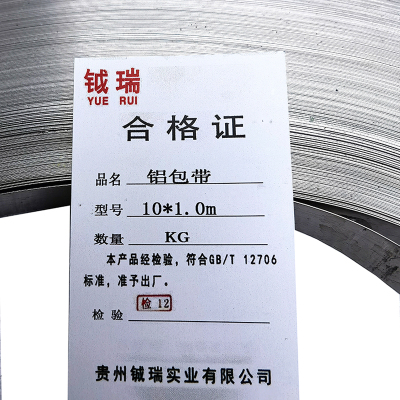 钺瑞
YUE RUI
合格证
品名 铝包带
型号 10*1.0m
数量 KG
本产品经检验，符合GB/T 12706
标准，准予出厂。
检验 检 12
贵州钺瑞实业有限公司